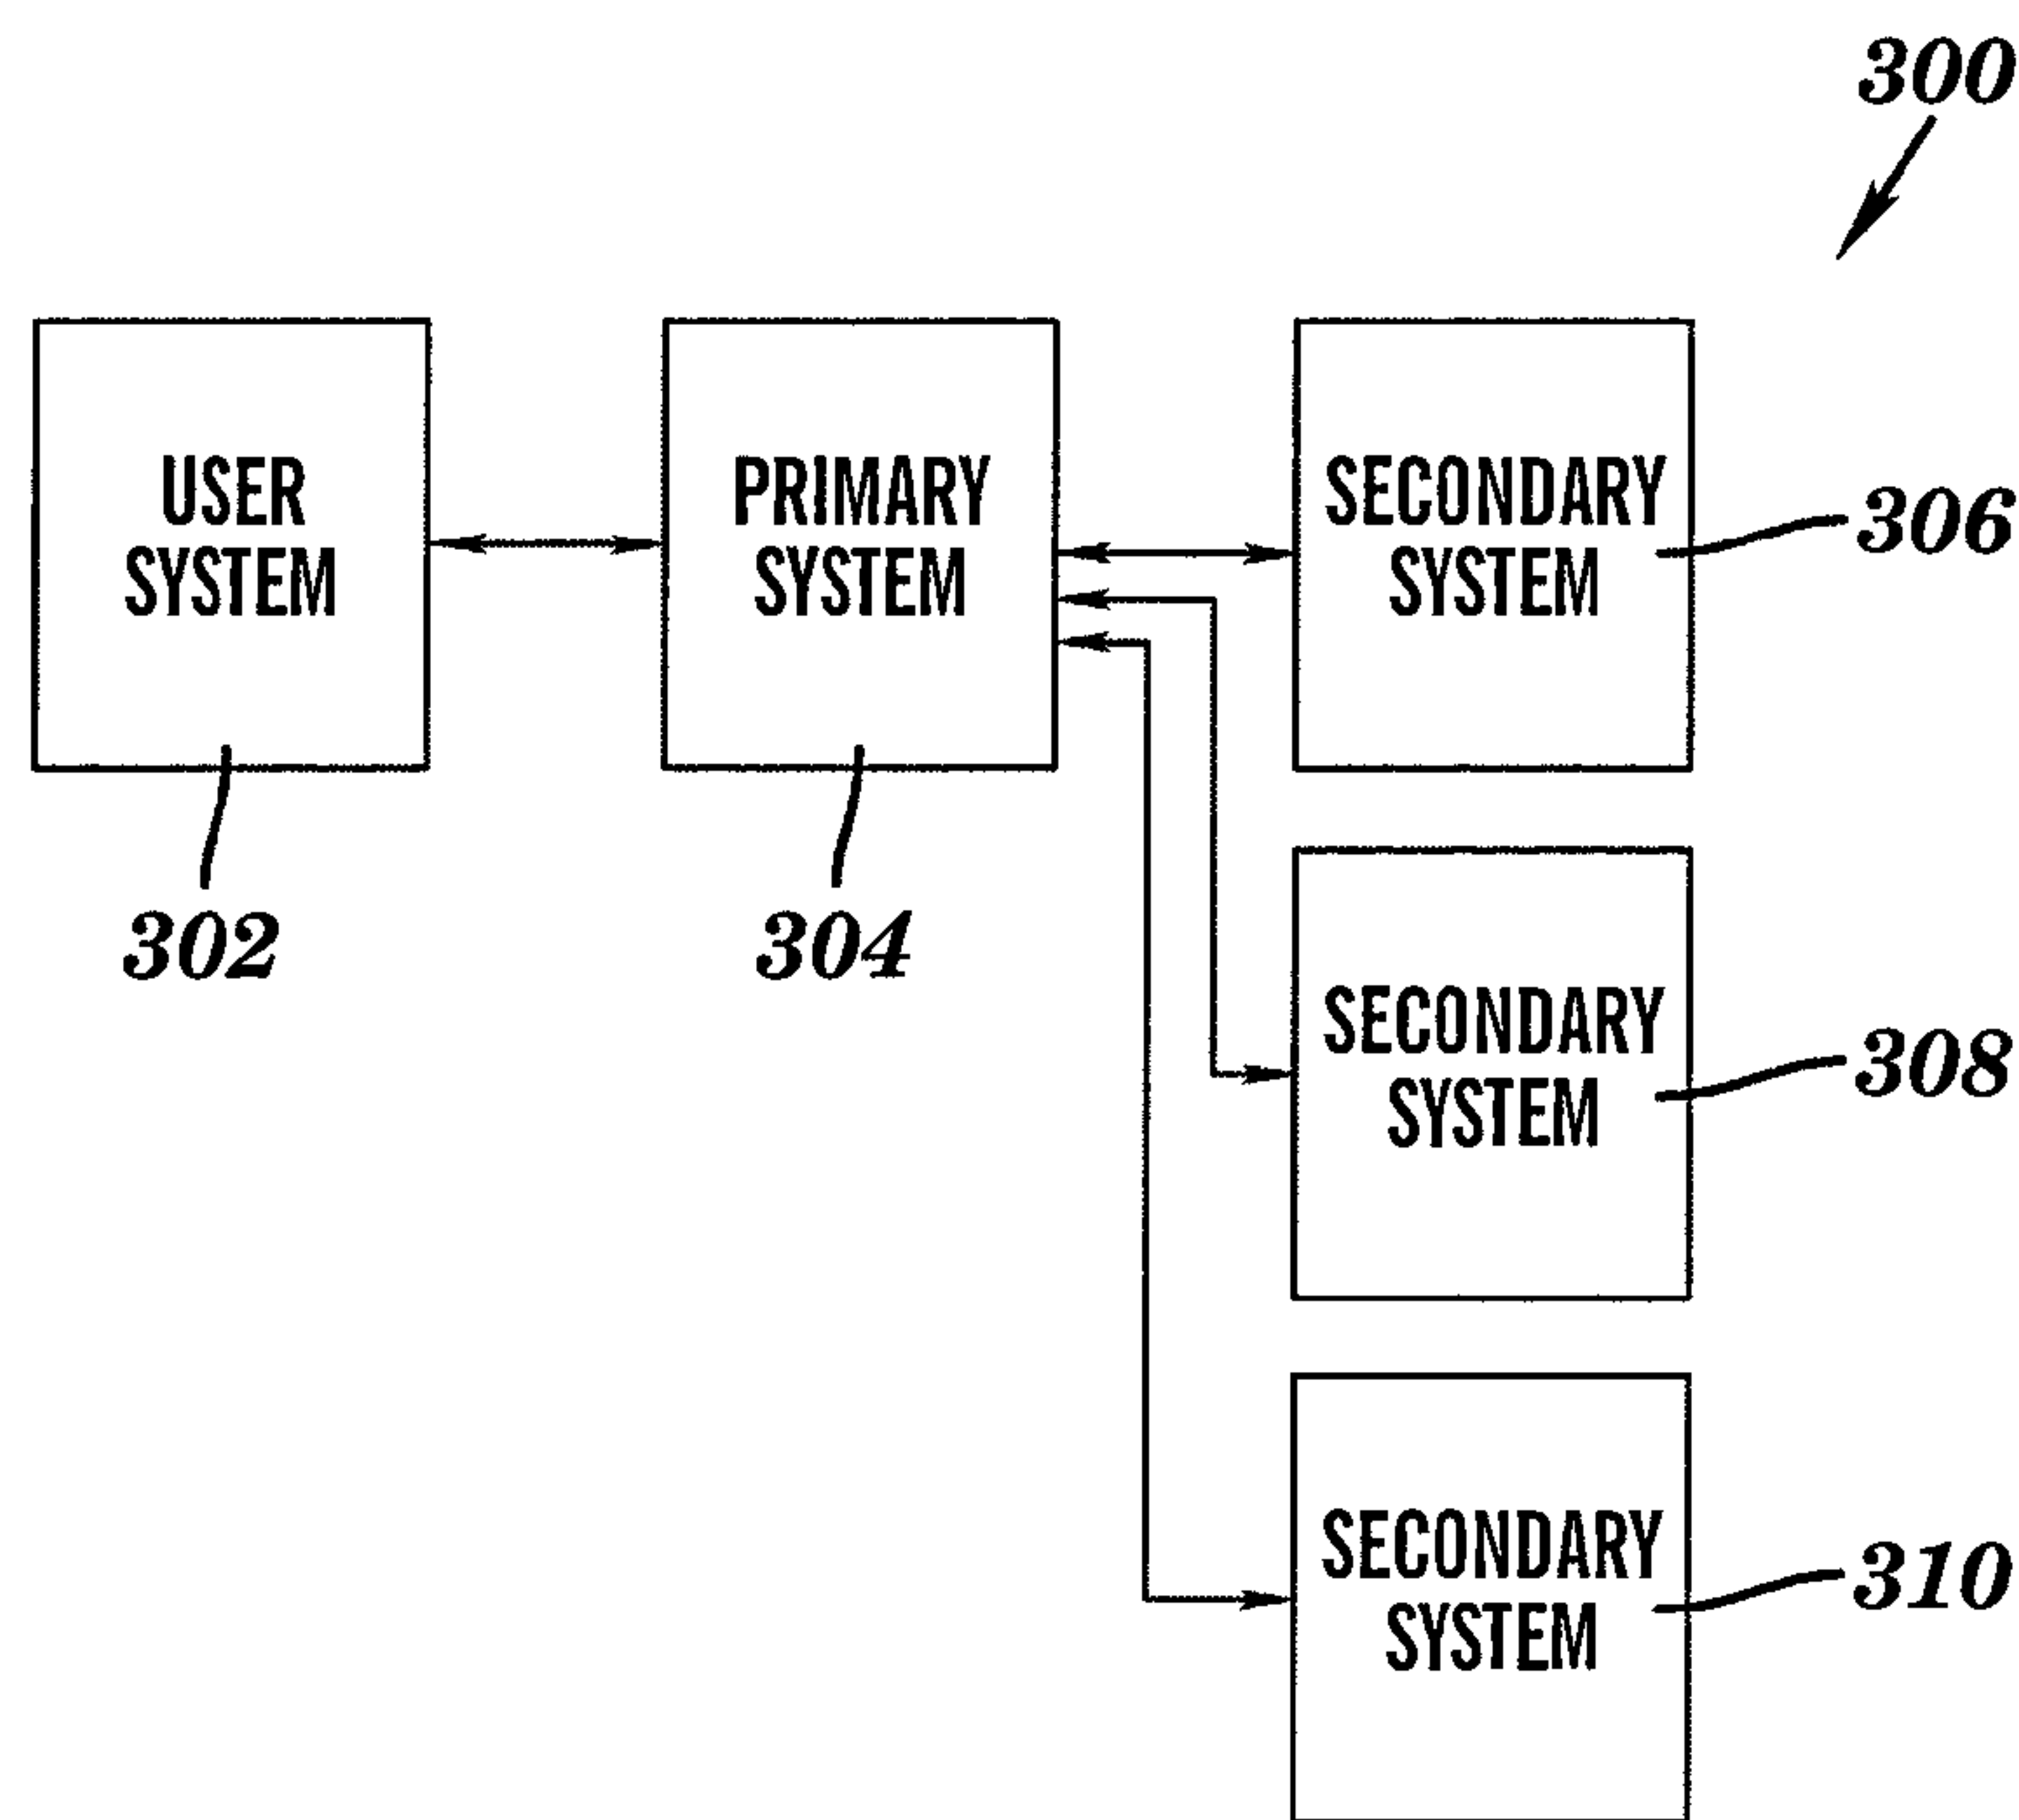 300
USER
SYSTEM
PRIMARY
SYSTEM
SECONDARY
SYSTEM
306
302
304
SECONDARY
SYSTEM
308
SECONDARY
SYSTEM
310